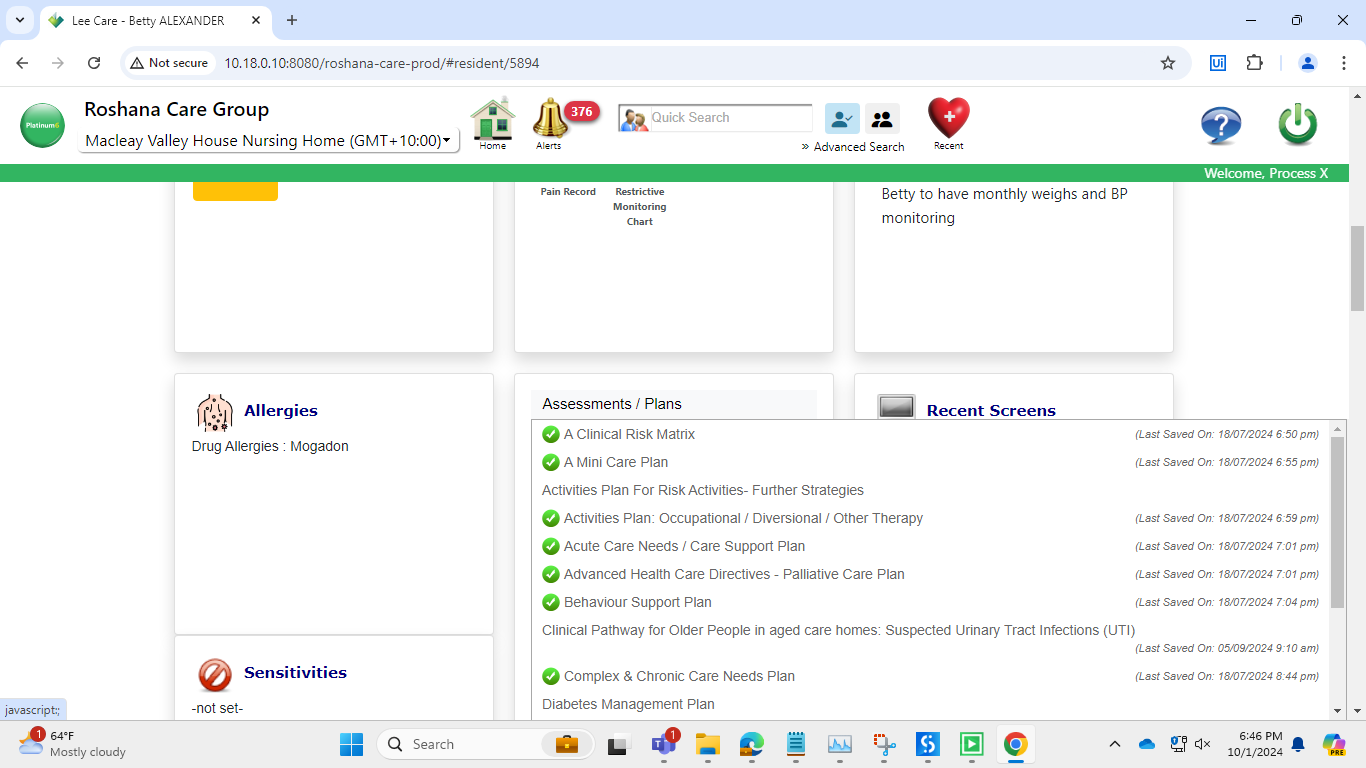 Lee Care - Betty ALEXANDER
Not secure
10.18.0.10:8080/roshana-care-prod/#resident/5894
Platinum6
Roshana Care Group
Macleay Valley House Nursing Home (GMT+10:00)
Home
376
Alerts
Quick Search
» Advanced Search
Recent
Welcome, Process X
Pain Record
Restrictive
Monitoring
Chart
Betty to have monthly weighs and BP
monitoring
Allergies
Drug Allergies : Mogadon
Sensitivities
-not set-
Assessments / Plans
Recent Screens
A Clinical Risk Matrix (Last Saved On: 18/07/2024 6:50 pm)
A Mini Care Plan (Last Saved On: 18/07/2024 6:55 pm)
Activities Plan For Risk Activities- Further Strategies
Activities Plan: Occupational / Diversional / Other Therapy (Last Saved On: 18/07/2024 6:59 pm)
Acute Care Needs / Care Support Plan (Last Saved On: 18/07/2024 7:01 pm)
Advanced Health Care Directives - Palliative Care Plan (Last Saved On: 18/07/2024 7:01 pm)
Behaviour Support Plan (Last Saved On: 18/07/2024 7:04 pm)
Clinical Pathway for Older People in aged care homes: Suspected Urinary Tract Infections (UTI)
(Last Saved On: 05/09/2024 9:10 am)
Complex & Chronic Care Needs Plan (Last Saved On: 18/07/2024 8:44 pm)
Diabetes Management Plan
javascript:;
1
64°F
Mostly cloudy
Search
1
6:46 PM
10/1/2024
PRE